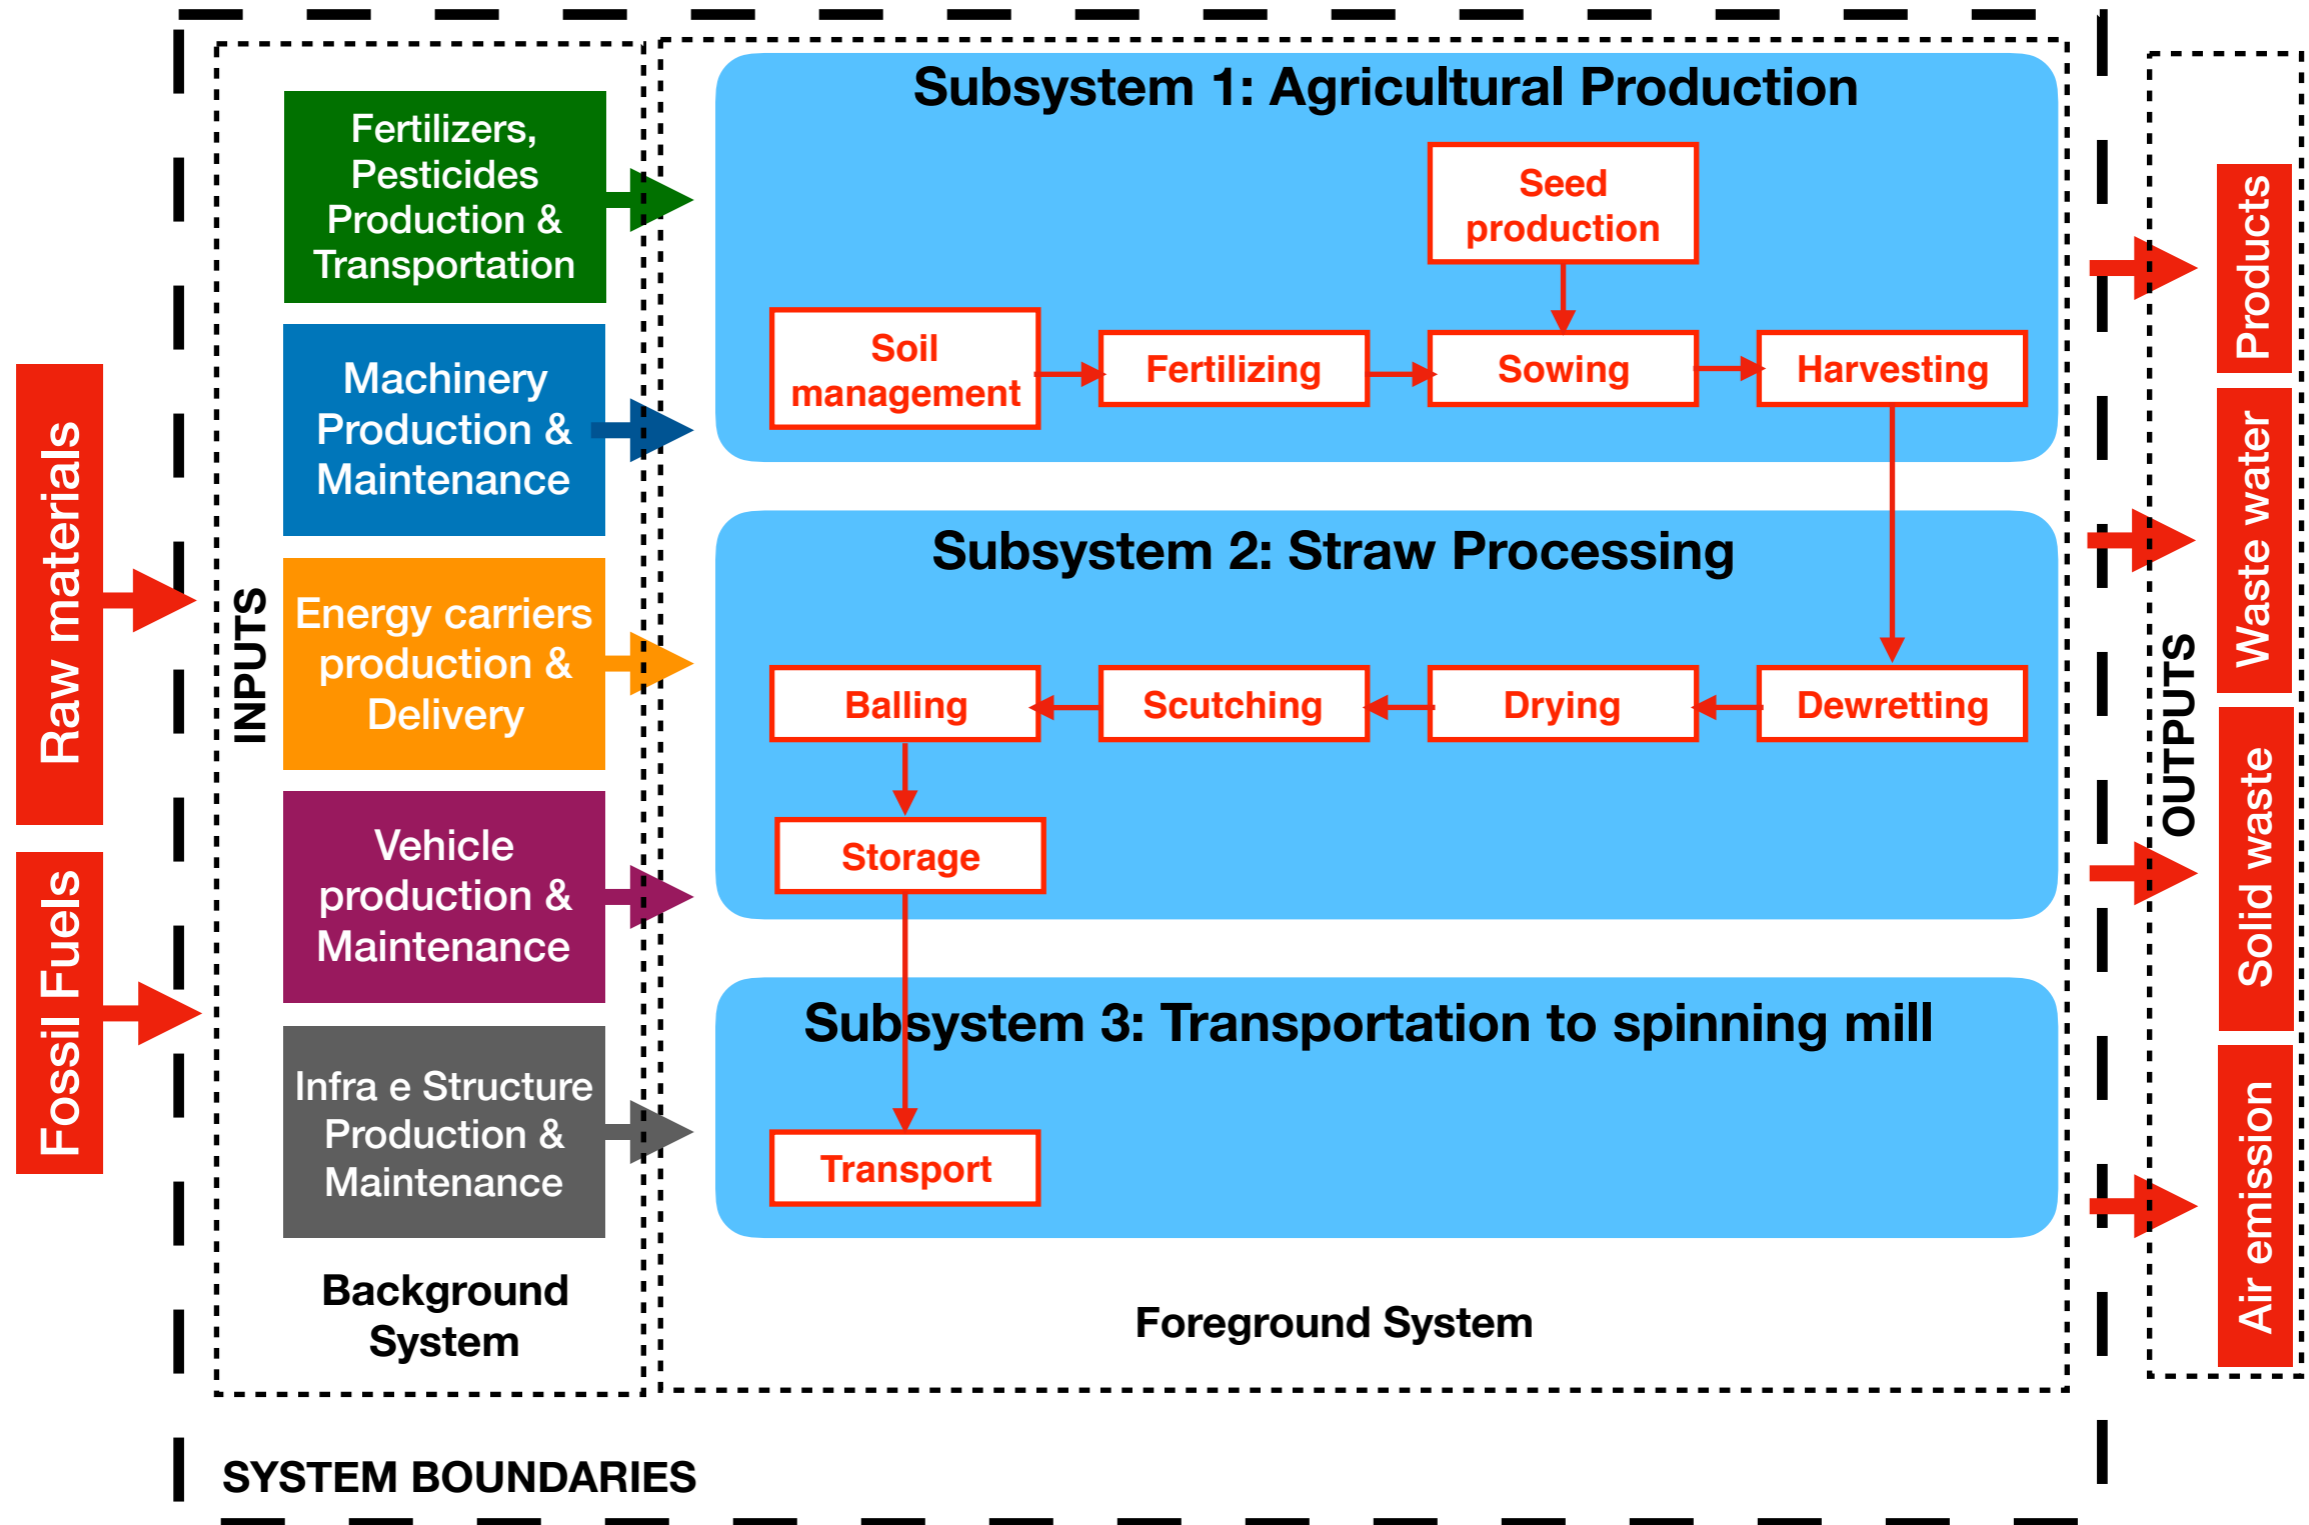 Raw materials
Fossil Fuels
INPUTS
Fertilizers,
Pesticides
Production &
Transportation
Machinery
Production &
Maintenance
Energy carriers
production &
Delivery
Vehicle
production &
Maintenance
Infra e Structure
Production &
Maintenance
Background
System
Subsystem 1: Agricultural Production
Seed
production
Soil
management
Fertilizing
Sowing
Harvesting
Subsystem 2: Straw Processing
Balling
Scutching
Drying
Dewretting
Storage
Subsystem 3: Transportation to spinning mill
Transport
Foreground System
SYSTEM BOUNDARIES
OUTPUTS
Products
Waste water
Solid waste
Air emission